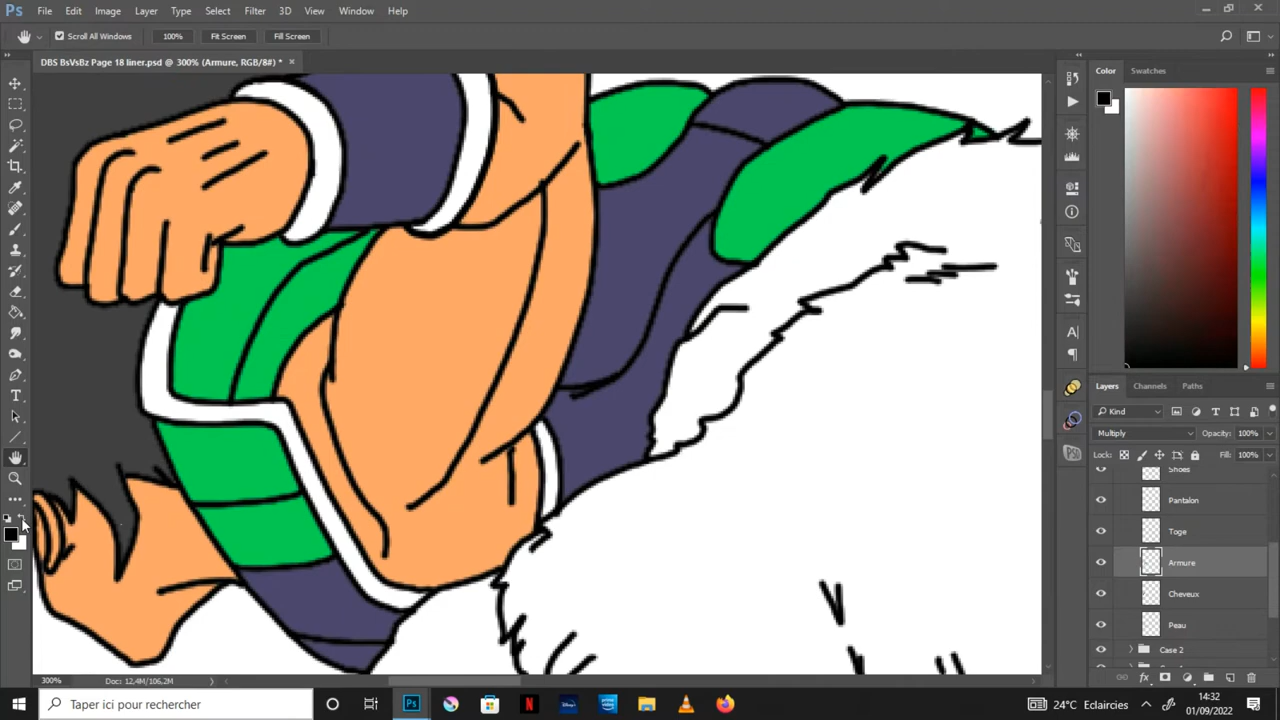 Ps File Edit Image Layer Type Select Filter 3D View Window Help
Scroll All Windows 100% Fit Screen Fill Screen
DBS BsVsBz Page 18 liner.psd @ 300% (Armure, RGB/8#) *
Color Swatches
Layers Channels Paths
Kind
Multiply Opacity: 100%
Lock: Fill: 100%
Shoes
Pantalon
Toge
Armure
Cheveux
Peau
Case 2
300% Doc: 12,4M/106,2M
Taper ici pour rechercher
24°C Eclaircies
14:32
01/09/2022